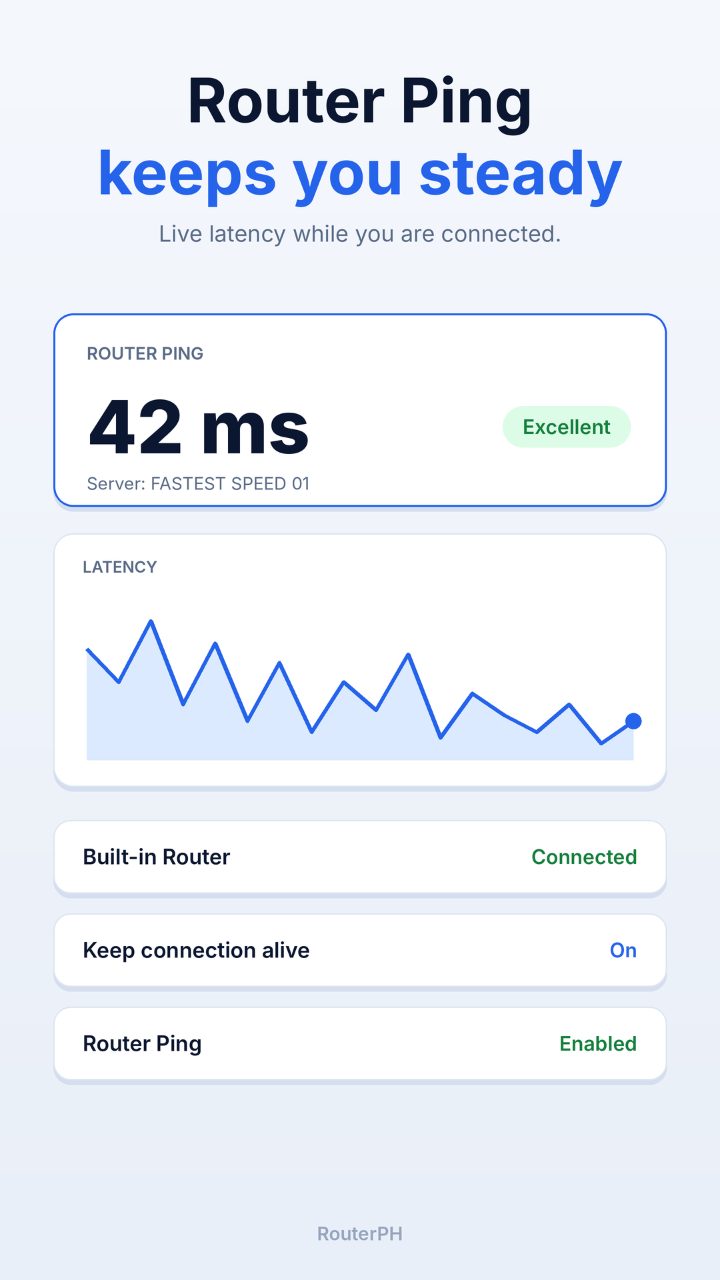 Router Ping
keeps you steady
Live latency while you are connected.
ROUTER PING
42 ms
Excellent
Server: FASTEST SPEED 01
LATENCY
Built-in Router
Connected
Keep connection alive
On
Router Ping
Enabled
RouterPH